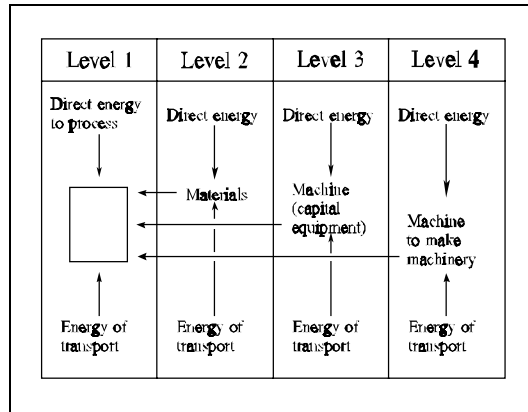 Level 1
Level 2
Level 3
Level 4
Direct energy
to process
Direct energy
Direct energy
Direct energy
Materials
Machine
(capital
equipment)
Machine
to make
machinery
Energy of
transport
Energy of
transport
Energy of
transport
Energy of
transport